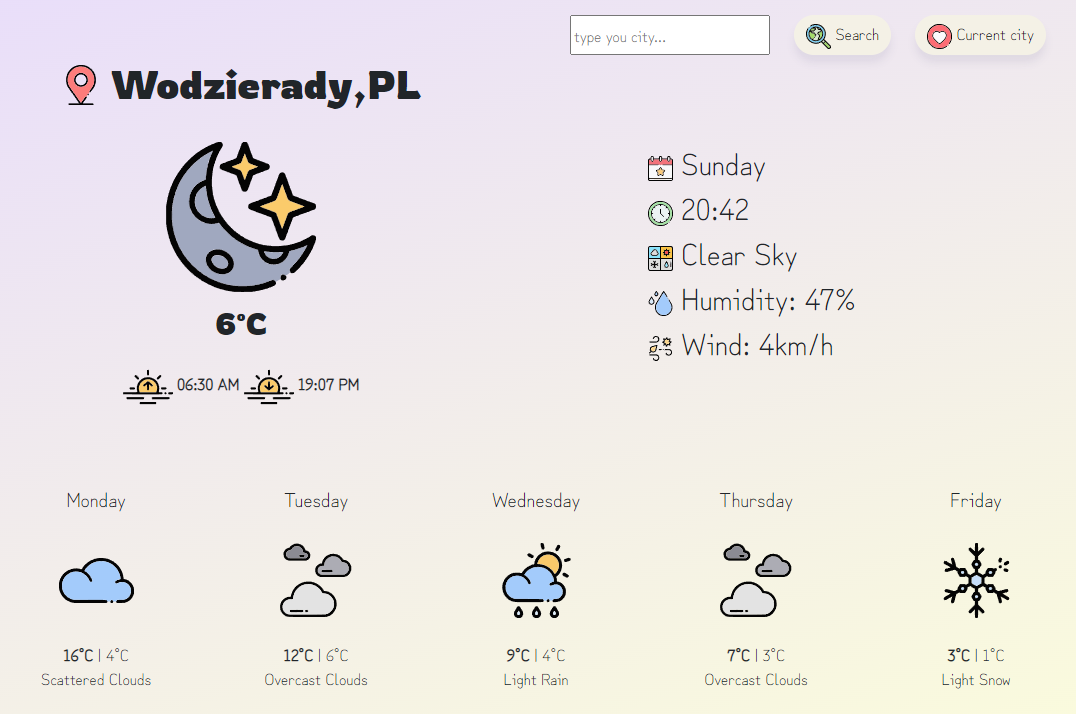 type you city...
Search
Current city
Wodzierady,PL
6°C
06:30 AM 19:07 PM
Sunday
20:42
Clear Sky
Humidity: 47%
Wind: 4km/h
Monday
16°C | 4°C
Scattered Clouds
Tuesday
12°C | 6°C
Overcast Clouds
Wednesday
9°C | 4°C
Light Rain
Thursday
7°C | 3°C
Overcast Clouds
Friday
3°C | 1°C
Light Snow